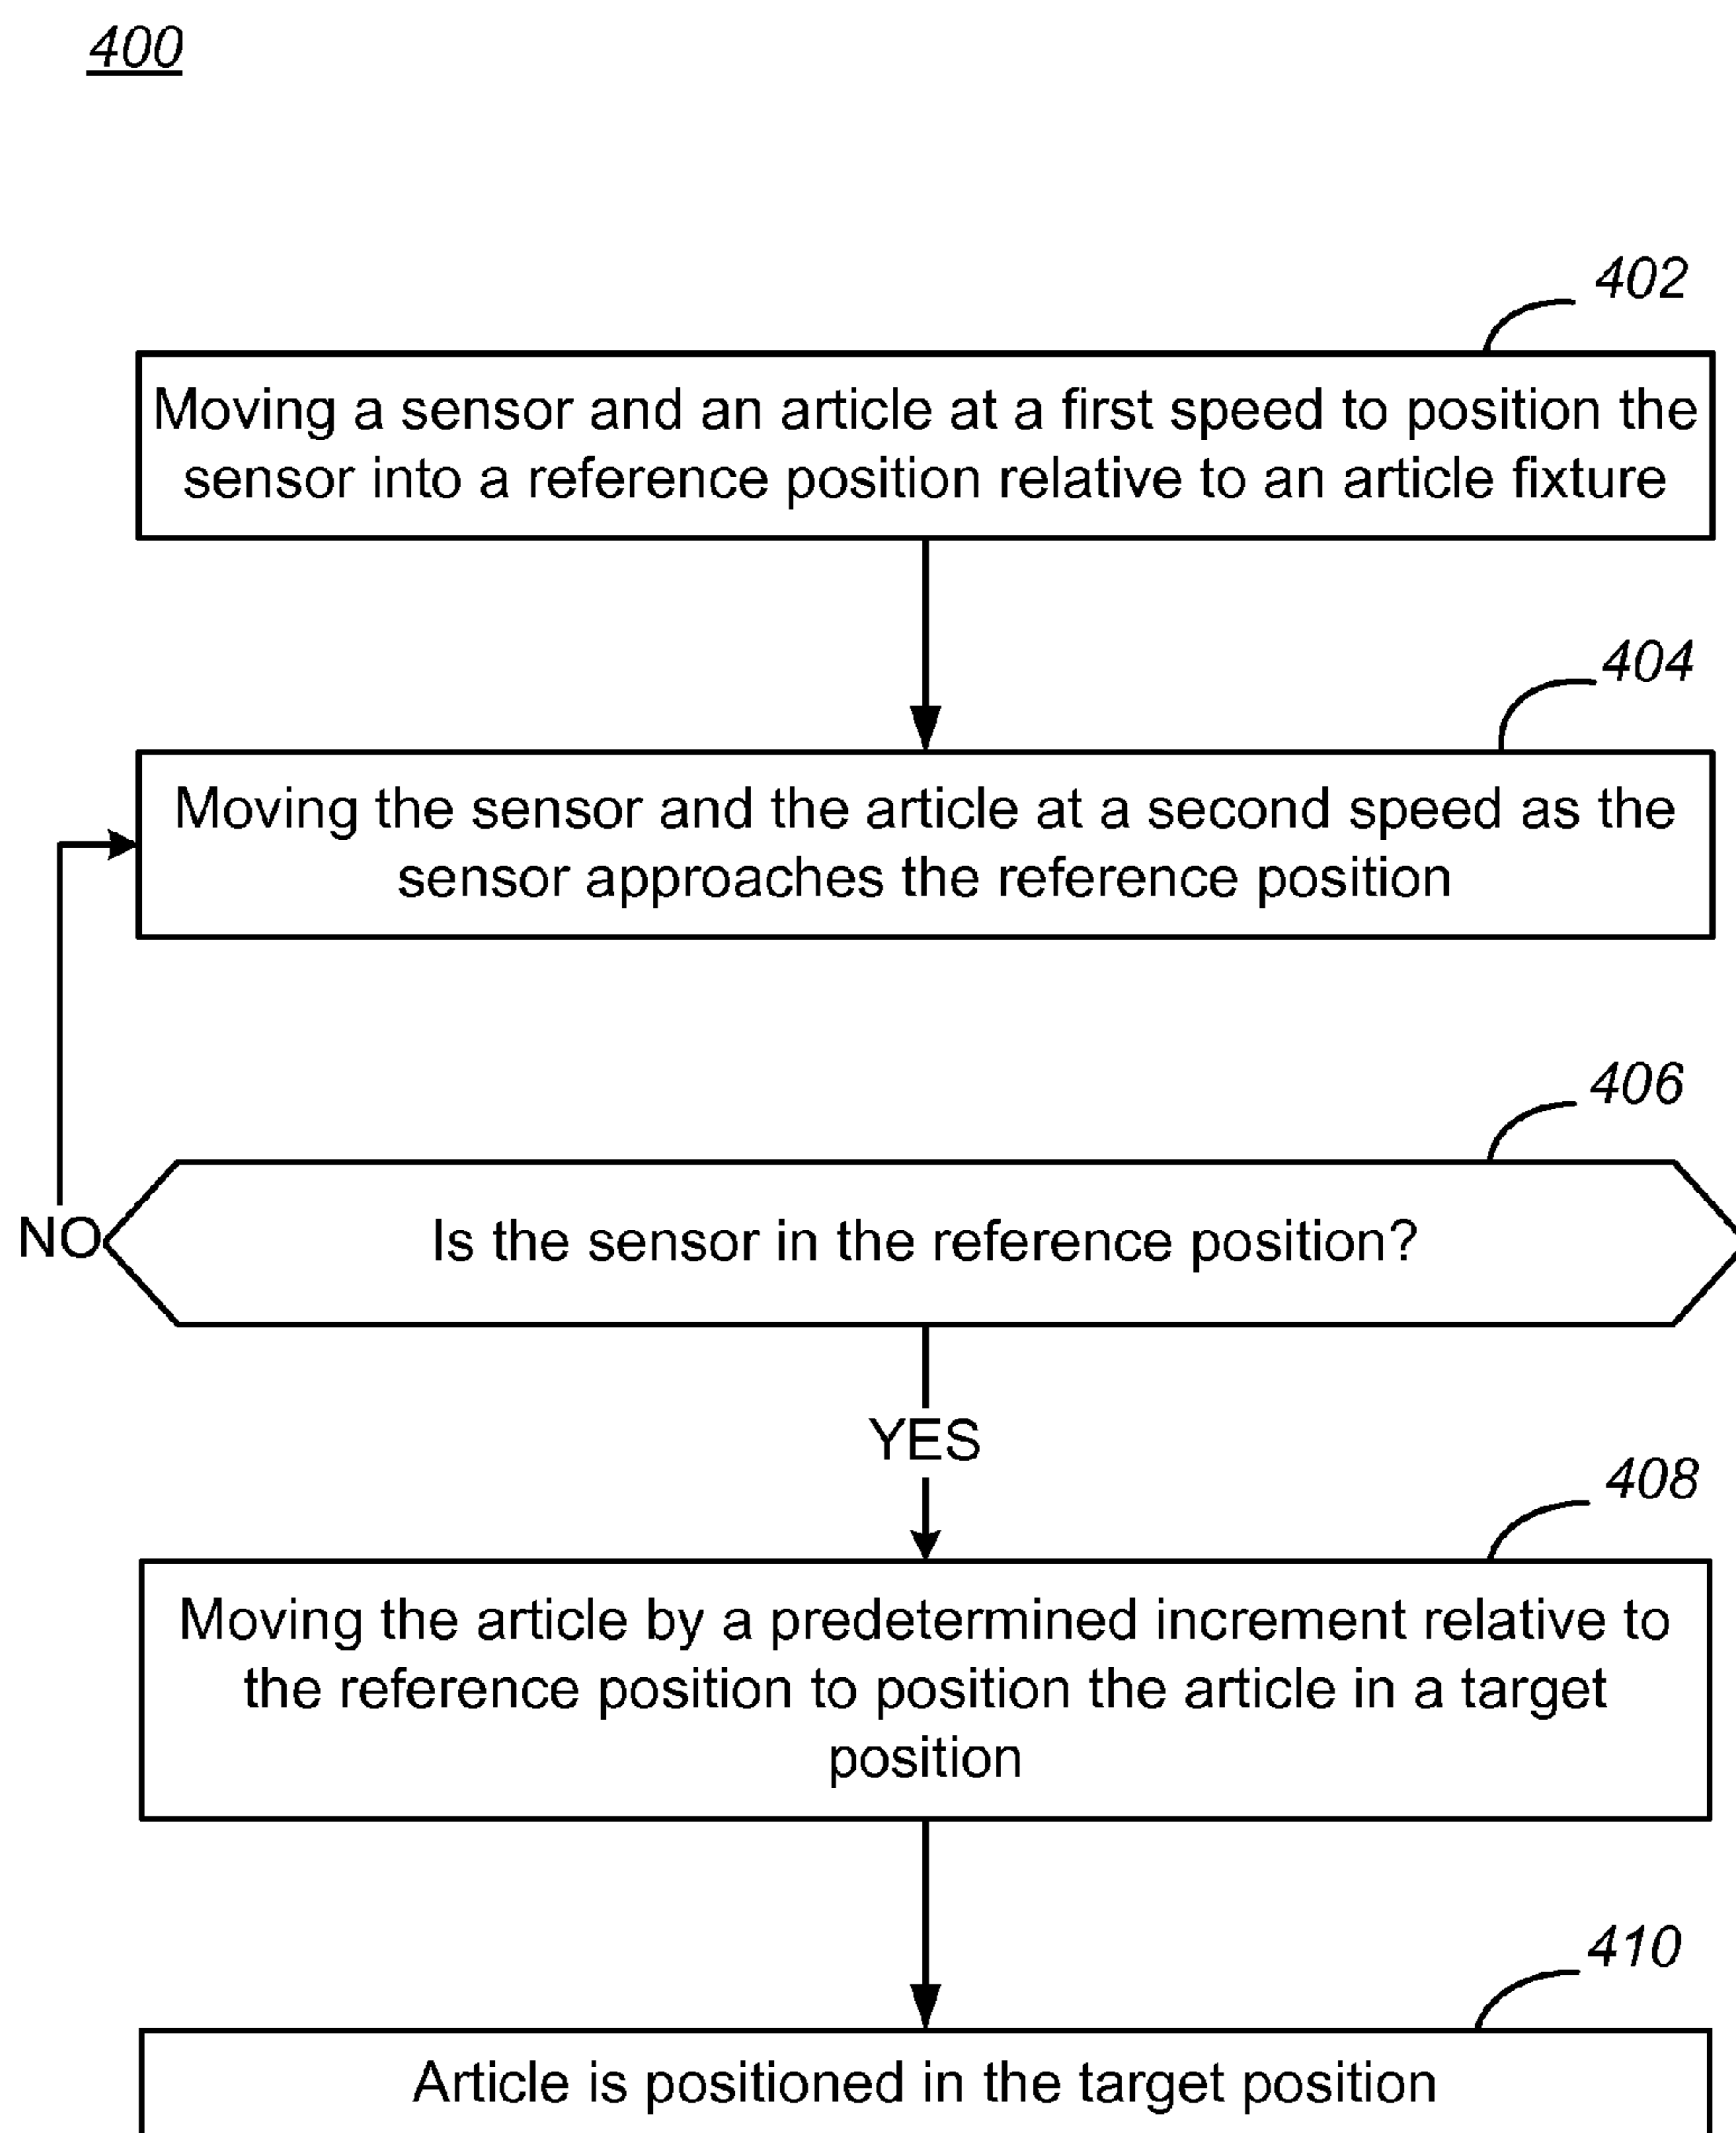 400
402
Moving a sensor and an article at a first speed to position the
sensor into a reference position relative to an article fixture
404
Moving the sensor and the article at a second speed as the
sensor approaches the reference position
406
NO
Is the sensor in the reference position?
YES
408
Moving the article by a predetermined increment relative to
the reference position to position the article in a target
position
410
Article is positioned in the target position